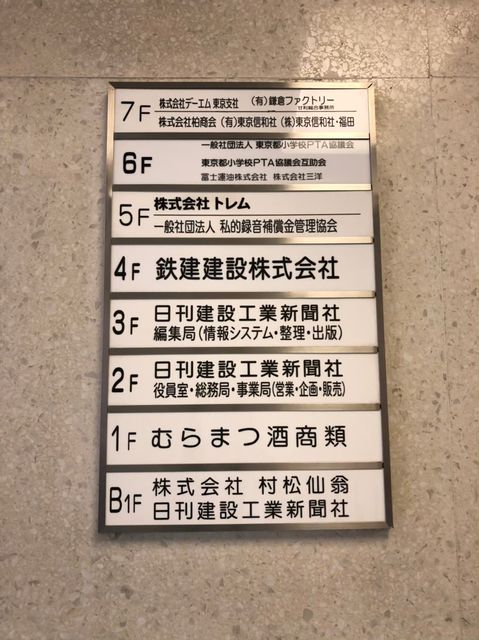 7F 株式会社デーエム 東京支社 (有)鎌倉ファクトリー
廿利総合事務所
株式会社柏商会 (有)東京信和社 (株)東京信和社・福田
6F 一般社団法人 東京都小学校PTA協議会
東京都小学校PTA協議会互助会
冨士連油株式会社 株式会社三洋
5F 株式会社 トレム
一般社団法人 私的録音補償金管理協会
4F 鉄建建設株式会社
3F 日刊建設工業新聞社
編集局(情報システム・整理・出版)
2F 日刊建設工業新聞社
役員室・総務局・事業局(営業・企画・販売)
1F むらまつ酒商類
B1F 株式会社 村松仙翁
日刊建設工業新聞社